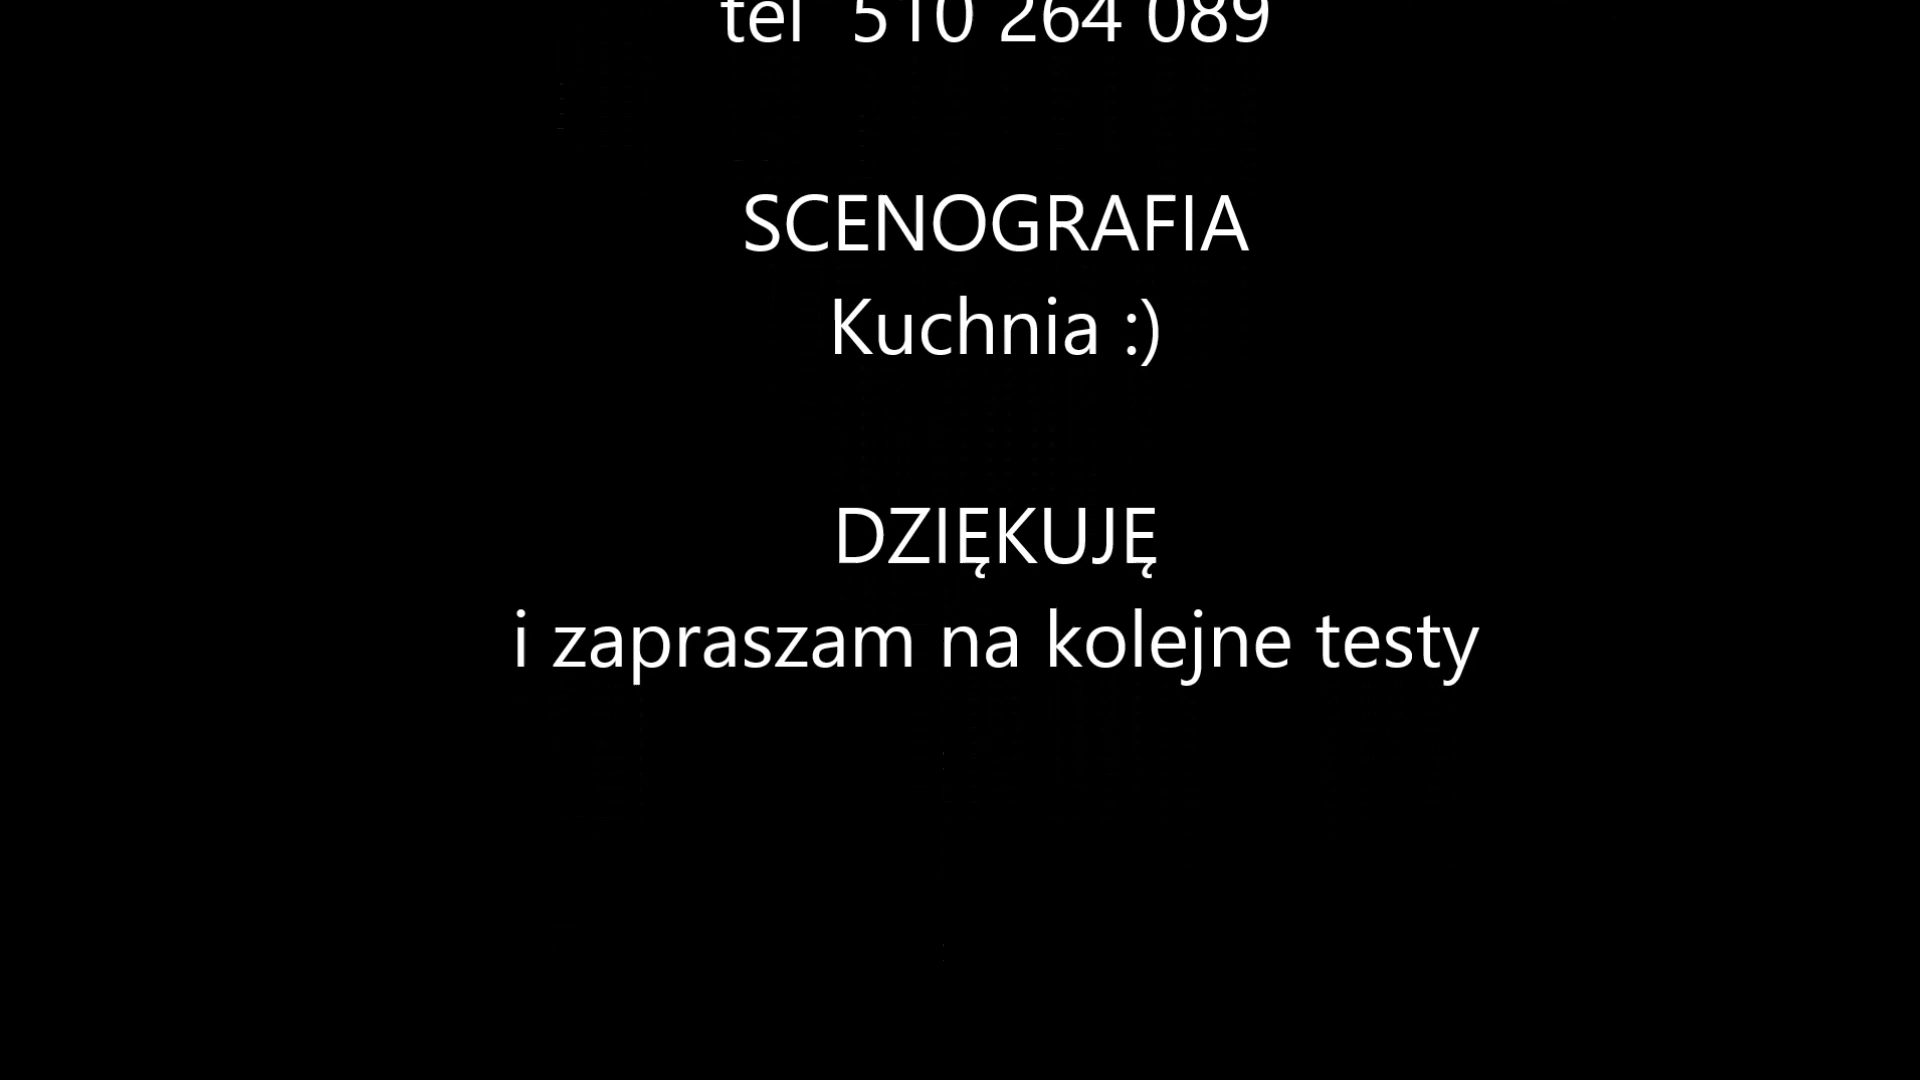 tel  510 264 089
SCENOGRAFIA
Kuchnia :)
DZIĘKUJĘ
i zapraszam na kolejne testy